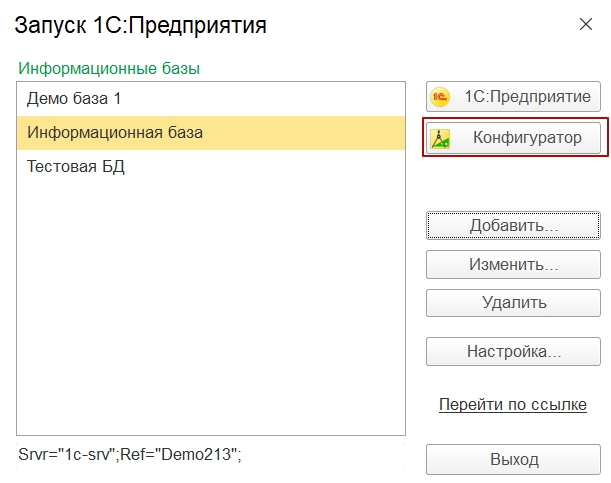 Запуск 1С:Предприятия
Информационные базы
Демо база 1
Информационная база
Тестовая БД
1С:Предприятие
Конфигуратор
Добавить...
Изменить...
Удалить
Настройка...
Перейти по ссылке
Выход
Srvr="1c-srv";Ref="Demo213";